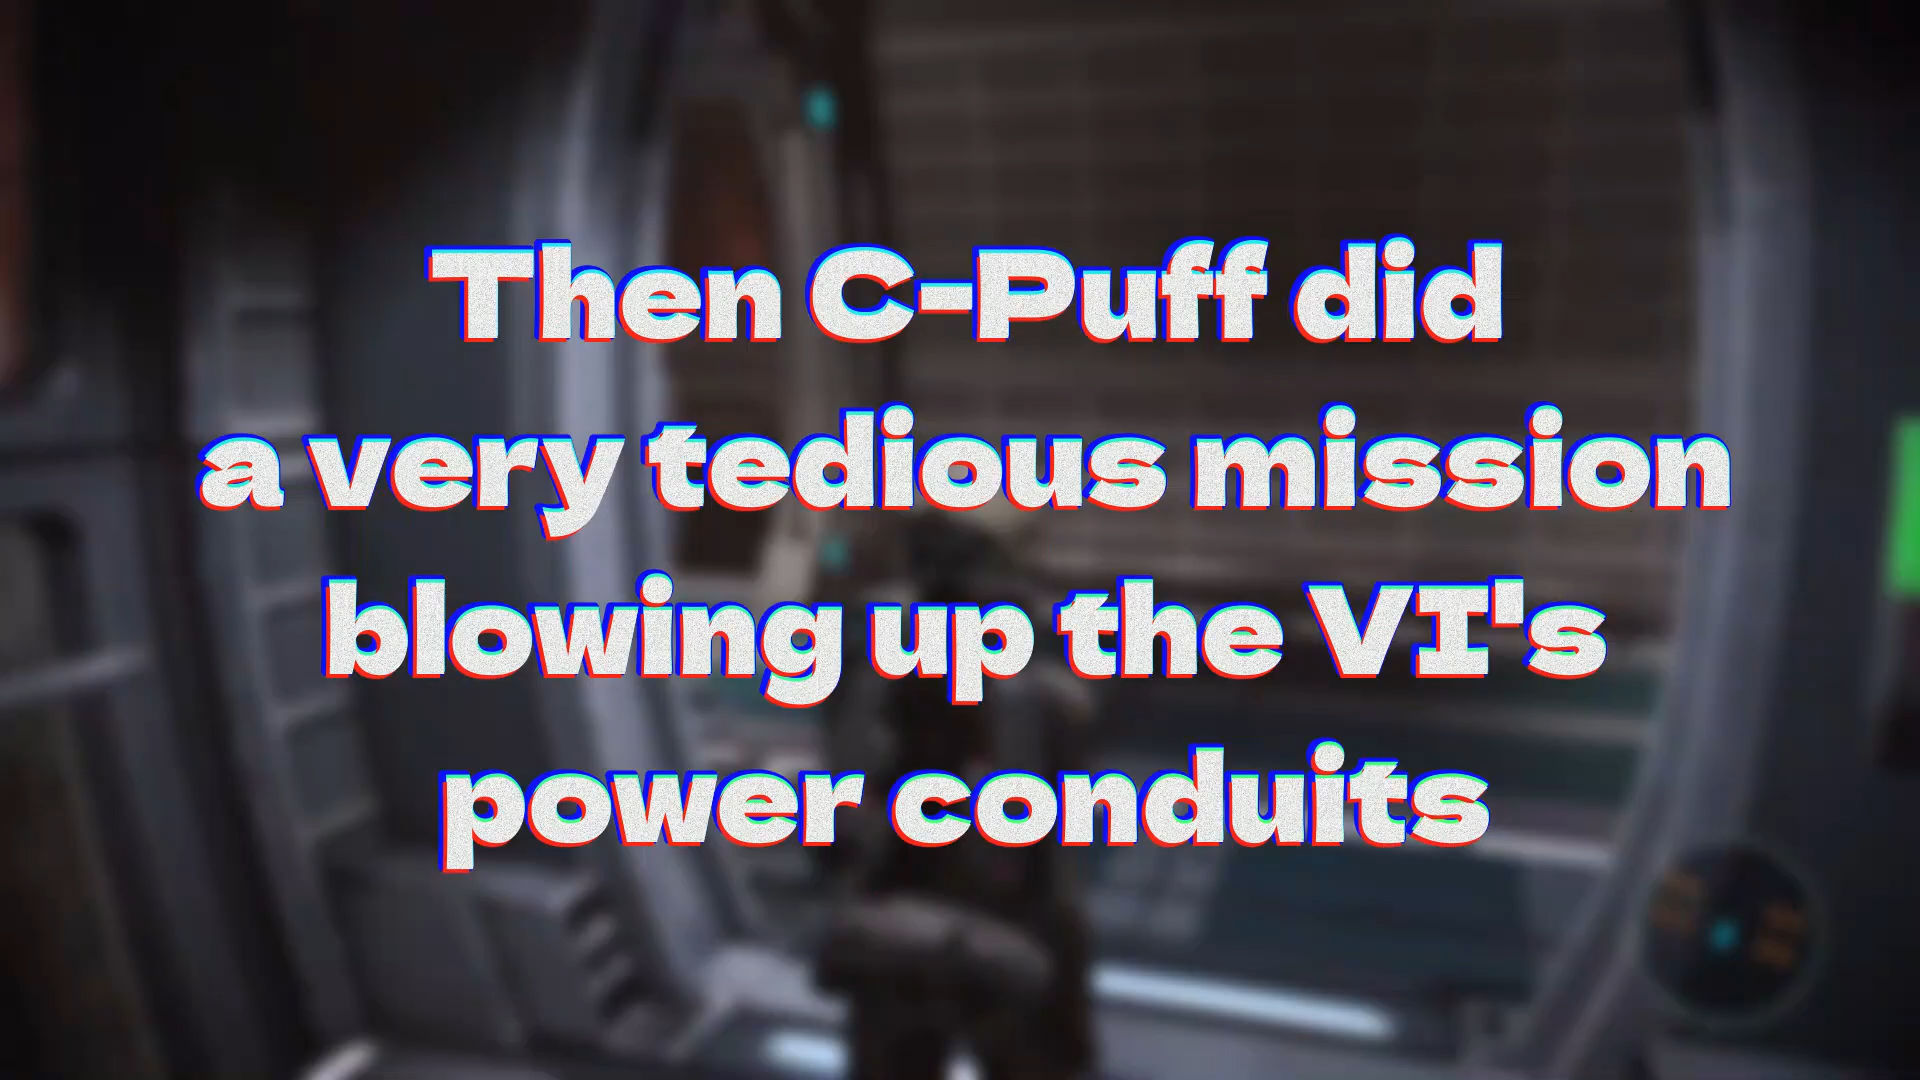 Then C-Puff did
a very tedious mission
blowing up the VI's
power conduits